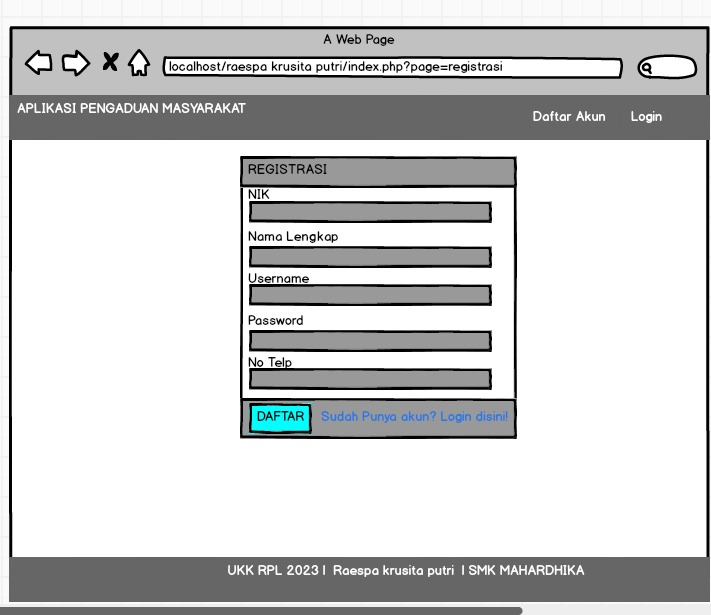 A Web Page
localhost/raespa krusita putri/index.php?page=registrasi
APLIKASI PENGADUAN MASYARAKAT
Daftar Akun Login
REGISTRASI
NIK
Nama Lengkap
Username
Password
No Telp
DAFTAR Sudah Punya akun? Login disini!
UKK RPL 2023 | Raespa krusita putri | SMK MAHARDHIKA